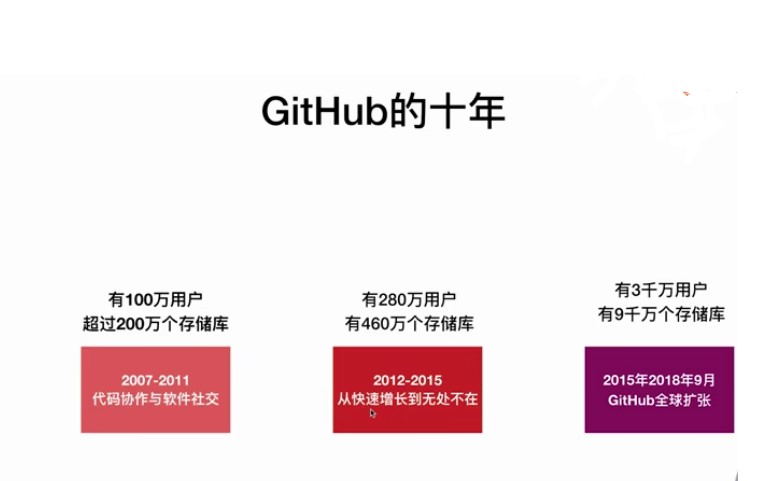 GitHub的十年
有100万用户
超过200万个存储库
2007-2011
代码协作与软件社交
有280万用户
有460万个存储库
2012-2015
从快速增长到无处不在
有3千万用户
有9千万个存储库
2015年2018年9月
GitHub全球扩张